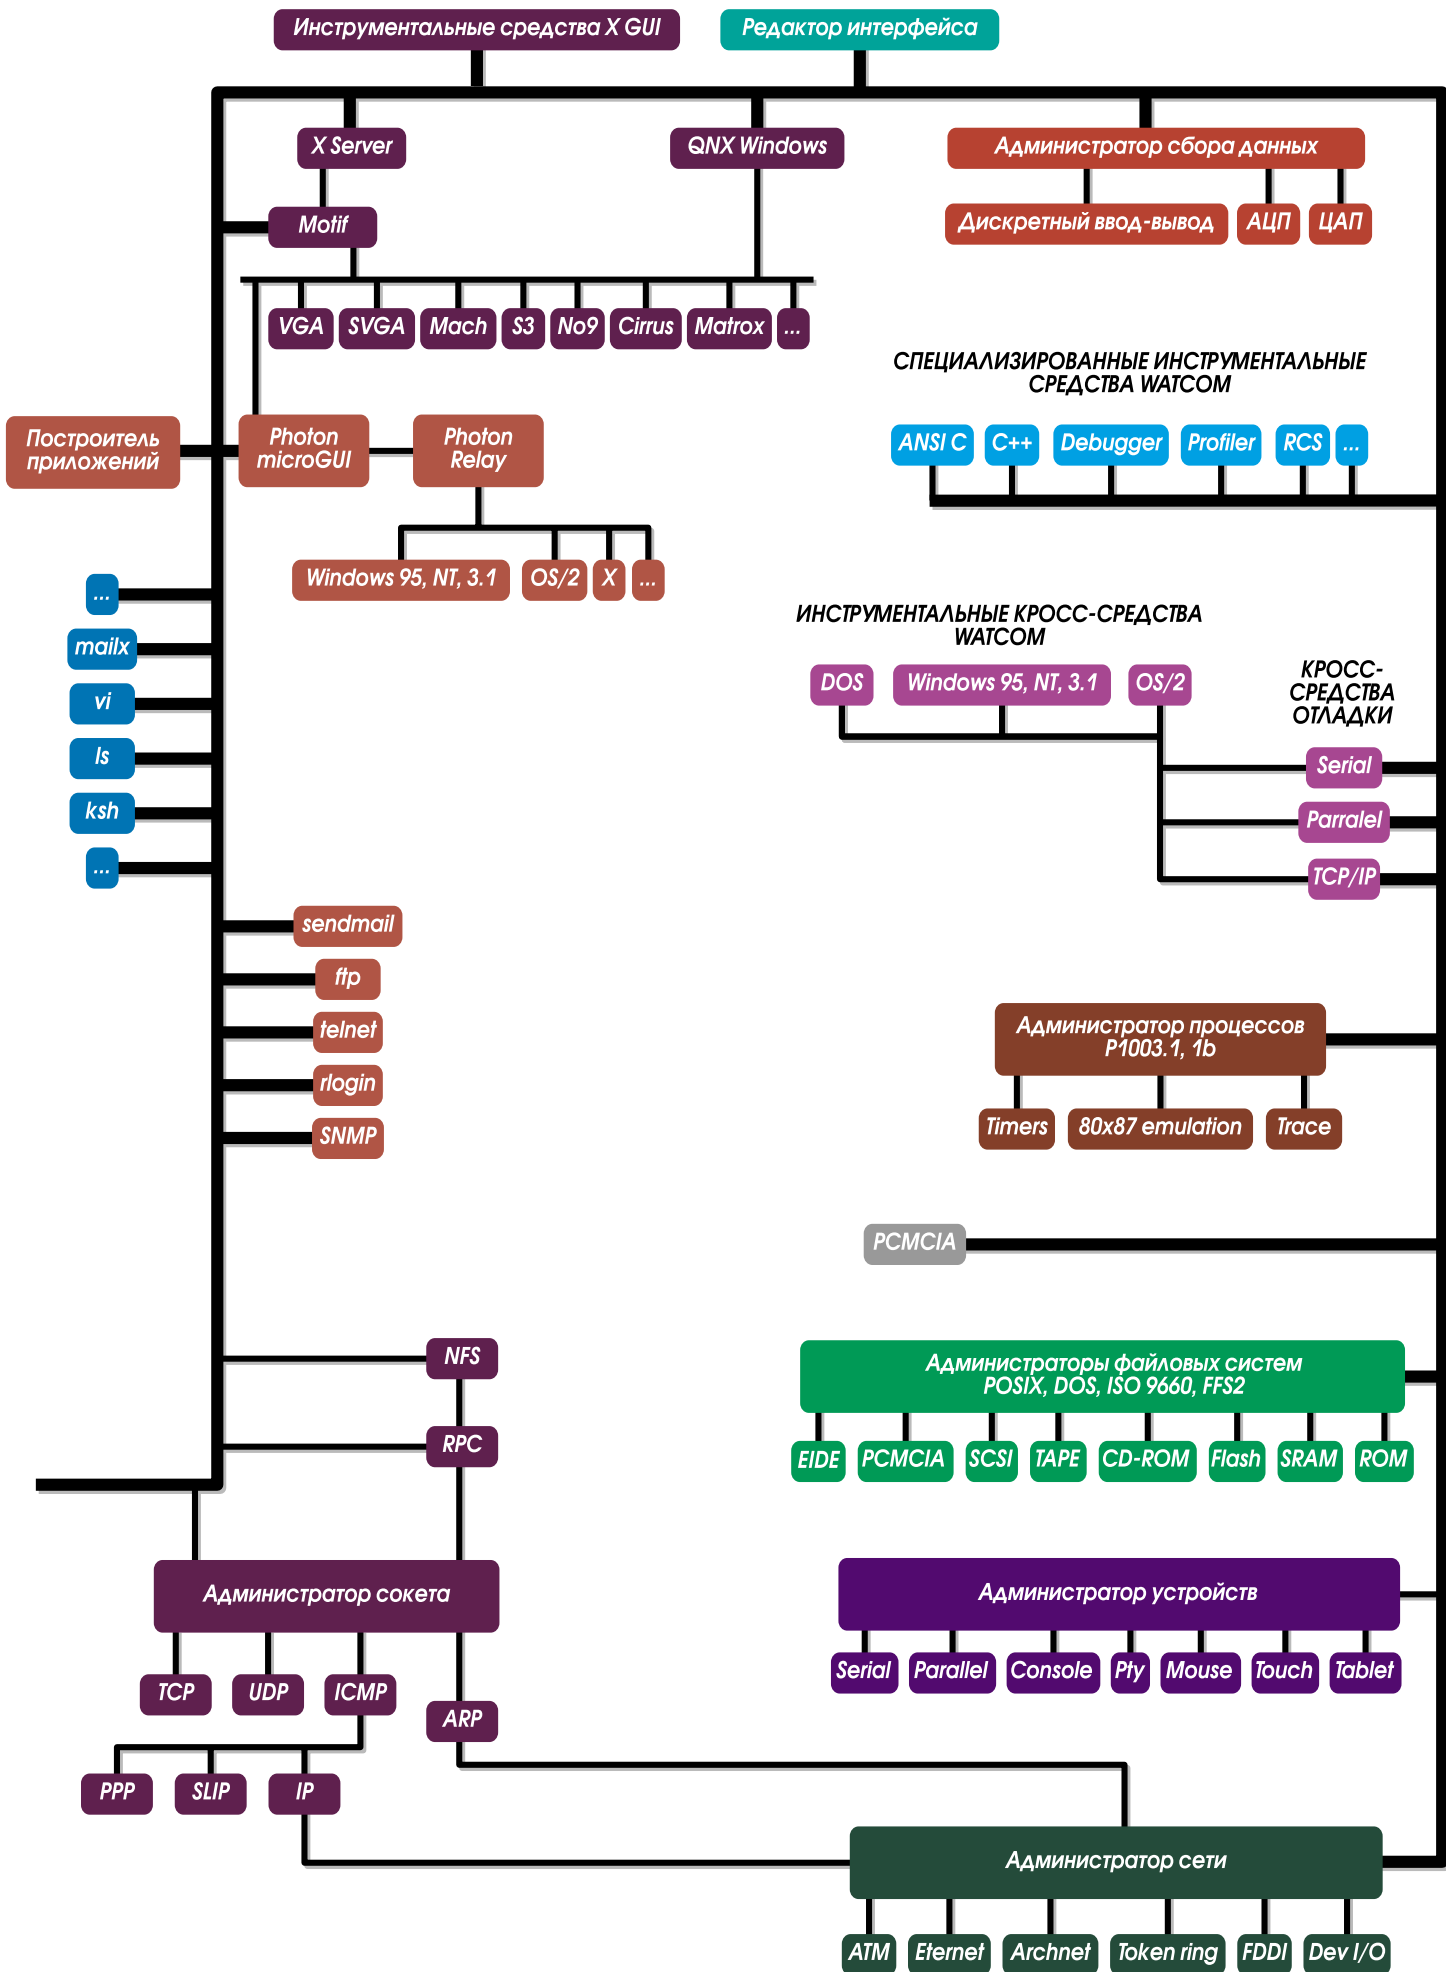 Инструментальные средства X GUI
Редактор интерфейса
X Server
QNX Windows
Администратор сбора данных
Motif
Дискретный ввод-вывод
АЦП
ЦАП
VGA
SVGA
Mach
S3
No9
Cirrus
Matrox
...
СПЕЦИАЛИЗИРОВАННЫЕ ИНСТРУМЕНТАЛЬНЫЕ
СРЕДСТВА WATCOM
ANSI C
C++
Debugger
Profiler
RCS
...
Построитель
приложений
Photon
microGUI
Photon
Relay
Windows 95, NT, 3.1
OS/2
X
...
...
mailx
vi
ls
ksh
...
ИНСТРУМЕНТАЛЬНЫЕ КРОСС-СРЕДСТВА
WATCOM
DOS
Windows 95, NT, 3.1
OS/2
КРОСС-
СРЕДСТВА
ОТЛАДКИ
Serial
Parralel
TCP/IP
sendmail
ftp
telnet
rlogin
SNMP
Администратор процессов
P1003.1, 1b
Timers
80x87 emulation
Trace
PCMCIA
NFS
RPC
Администраторы файловых систем
POSIX, DOS, ISO 9660, FFS2
EIDE
PCMCIA
SCSI
TAPE
CD-ROM
Flash
SRAM
ROM
Администратор сокета
Администратор устройств
Serial
Parallel
Console
Pty
Mouse
Touch
Tablet
TCP
UDP
ICMP
ARP
PPP
SLIP
IP
Администратор сети
ATM
Eternet
Archnet
Token ring
FDDI
Dev I/O